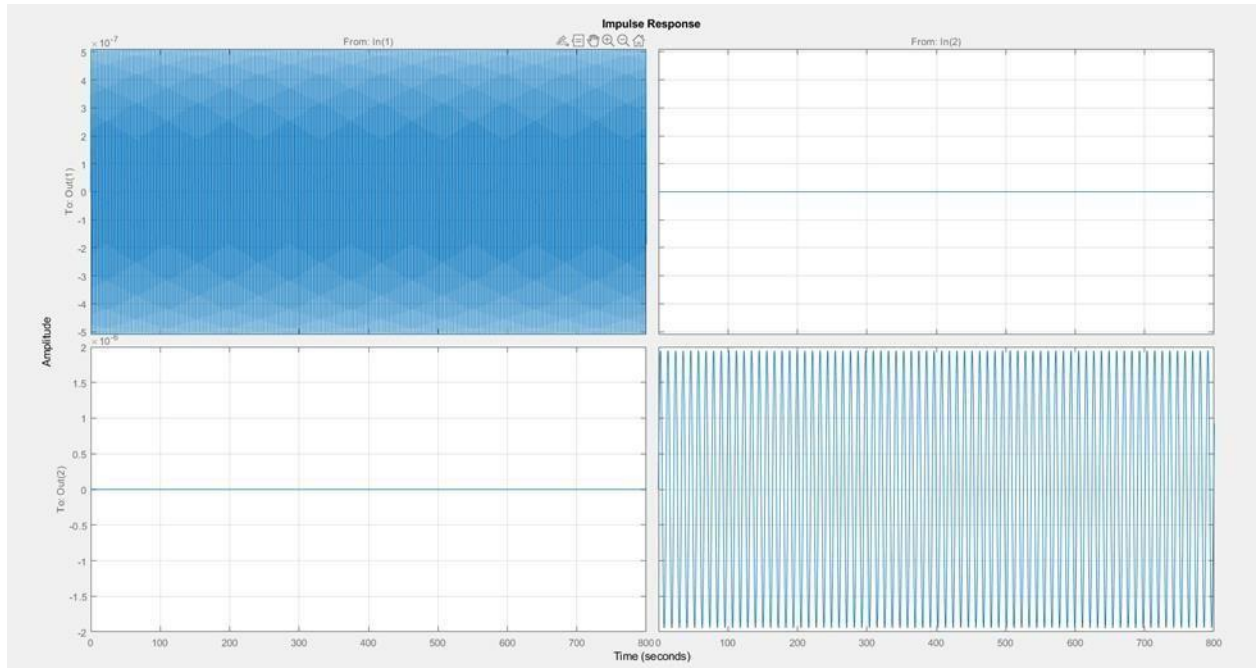 Impulse Response
× 10⁻⁷
From: In(1)
From: In(2)
5
4
3
2
1
0
-1
-2
-3
-4
-5
To: Out(1)
Amplitude
2
1.5
1
0.5
0
-0.5
-1
-1.5
-2
To: Out(2)
0 100 200 300 400 500 600 700 800
0 100 200 300 400 500 600 700 800
Time (seconds)